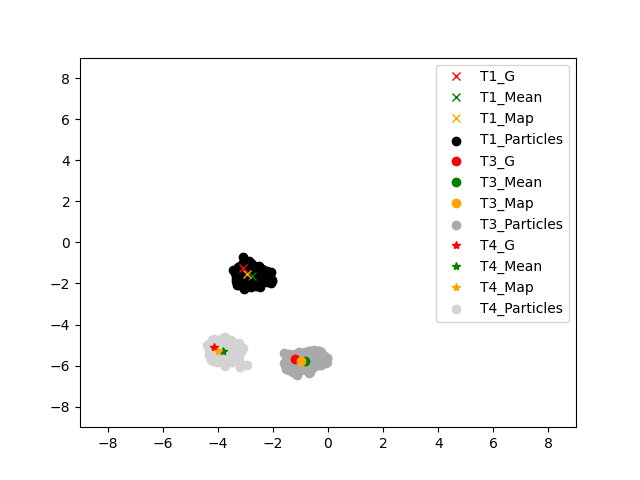 8
6
4
2
0
−2
−4
−6
−8
−8
−6
−4
−2
0
2
4
6
8
T1_G
T1_Mean
T1_Map
T1_Particles
T3_G
T3_Mean
T3_Map
T3_Particles
T4_G
T4_Mean
T4_Map
T4_Particles